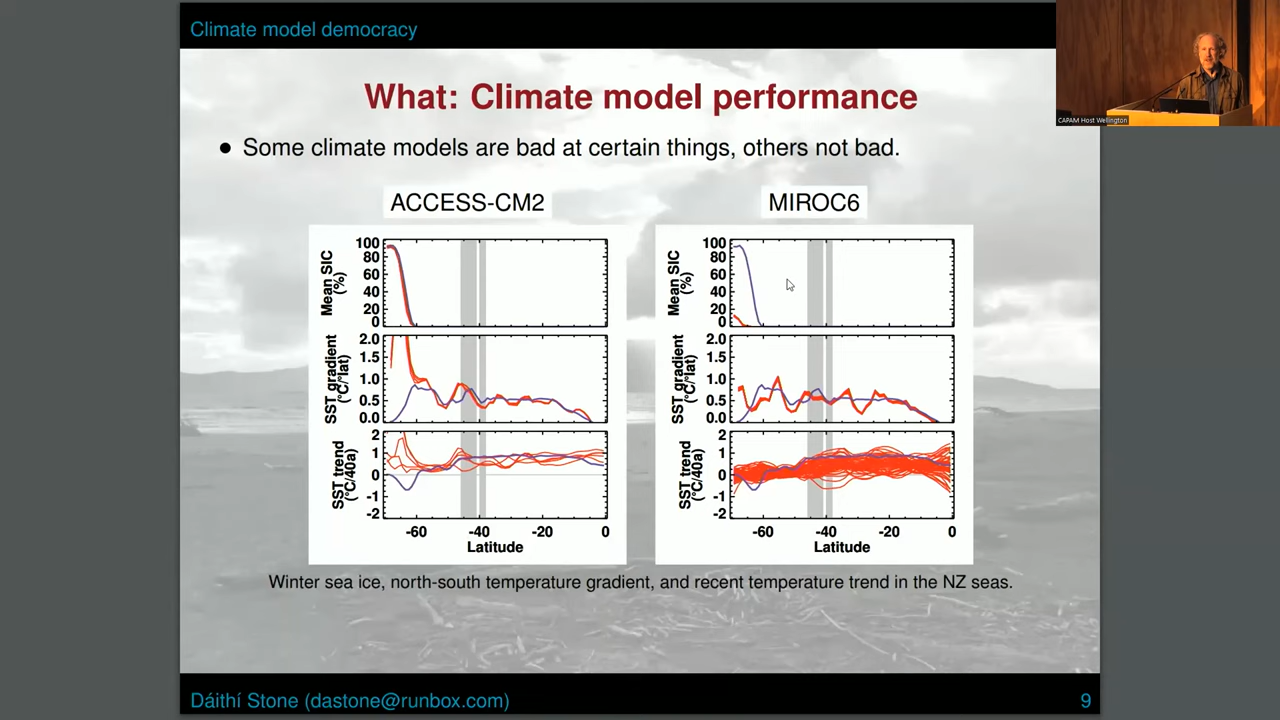 Climate model democracy
CAPAM Host Wellington
What: Climate model performance
● Some climate models are bad at certain things, others not bad.
ACCESS-CM2
MIROC6
Mean SIC
(%)
100
80
60
40
20
0
SST gradient
(°C/°lat)
2.0
1.5
1.0
0.5
0.0
SST trend
(°C/40a)
2
1
0
-1
-2
-60 -40 -20 0
Latitude
Mean SIC
(%)
100
80
60
40
20
0
SST gradient
(°C/°lat)
2.0
1.5
1.0
0.5
0.0
SST trend
(°C/40a)
2
1
0
-1
-2
-60 -40 -20 0
Latitude
Winter sea ice, north-south temperature gradient, and recent temperature trend in the NZ seas.
Dáithí Stone (dastone@runbox.com)
9